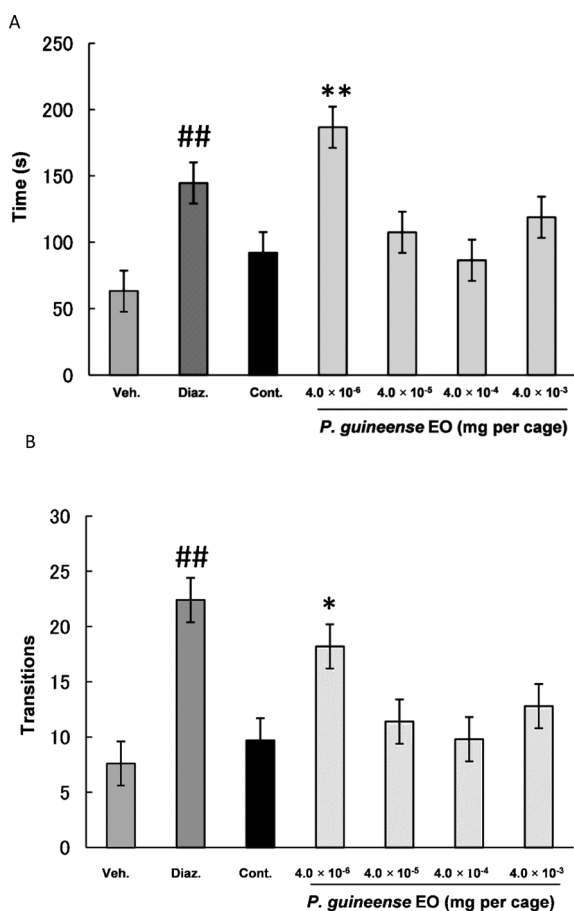 A
250
200
150
100
50
0
Time (s)
##
**
Veh. Diaz. Cont. 4.0 × 10-6 4.0 × 10-5 4.0 × 10-4 4.0 × 10-3
P. guineense EO (mg per cage)
B
30
25
20
15
10
5
0
Transitions
##
*
Veh. Diaz. Cont. 4.0 × 10-6 4.0 × 10-5 4.0 × 10-4 4.0 × 10-3
P. guineense EO (mg per cage)